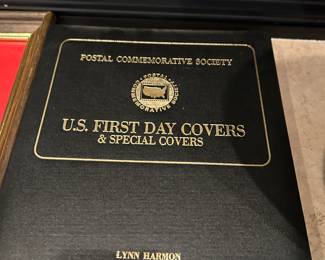 POSTAL COMMEMORATIVE SOCIETY
U.S. FIRST DAY COVERS
& SPECIAL COVERS
LYNN HARMON